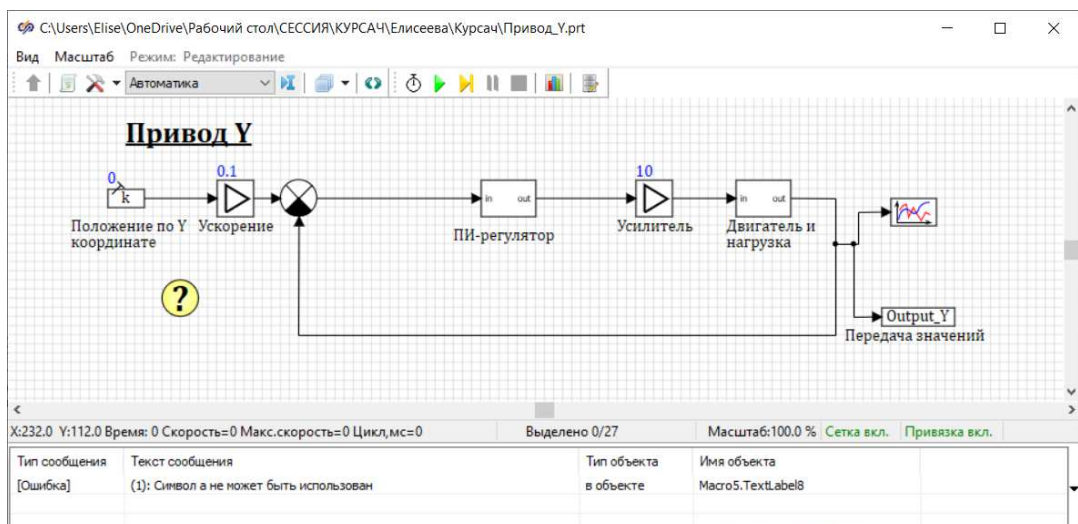 C:\Users\Elise\OneDrive\Рабочий стол\СЕССИЯ\КУРСАЧ\Елисеева\Курсач\Привод_Y.prt
Вид Масштаб Режим: Редактирование
Автоматика
Привод Y
0
0.1
10
k
in out
in out
Положение по Y координате
Ускорение
ПИ-регулятор
Усилитель
Двигатель и нагрузка
?
Output_Y
Передача значений
X:232.0 Y:112.0 Время: 0 Скорость=0 Макс.скорость=0 Цикл,мс=0 Выделено 0/27 Масштаб:100.0 % Сетка вкл. Привязка вкл.
Тип сообщения Текст сообщения Тип объекта Имя объекта
[Ошибка] (1): Символ а не может быть использован в объекте Macro5.TextLabel8